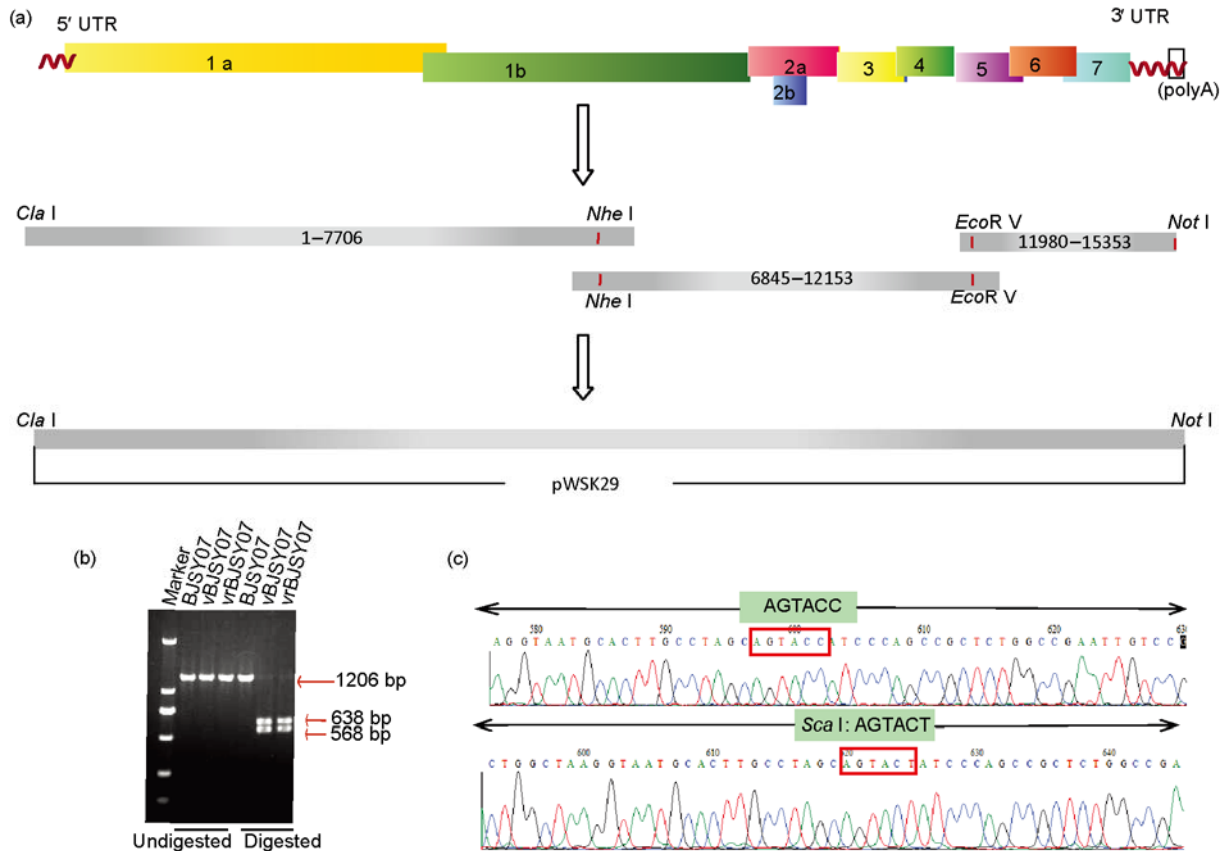 (a)
5′ UTR
3′ UTR
1 a
1b
2a
2b
3
4
5
6
7
(polyA)
Cla I
Nhe I
1–7706
EcoR V
Not I
11980–15353
6845–12153
Nhe I
EcoR V
Cla I
Not I
pWSK29
(b)
Marker
BJSY07
vBJSY07
vrBJSY07
BJSY07
vBJSY07
vrBJSY07
1206 bp
638 bp
568 bp
Undigested
Digested
(c)
AGTACC
580 590 600 610 620
AGGTAATGCACTTGCCTAGCAGTACCATCCCAGCCGCTCTGGCCGAATTGTCC
Sca I: AGTACT
600 610 620 630 640
CTGGCTAAGGTAATGCACTTGCCTAGCAGTACTATCCCAGCCGCTCTGGCCGA